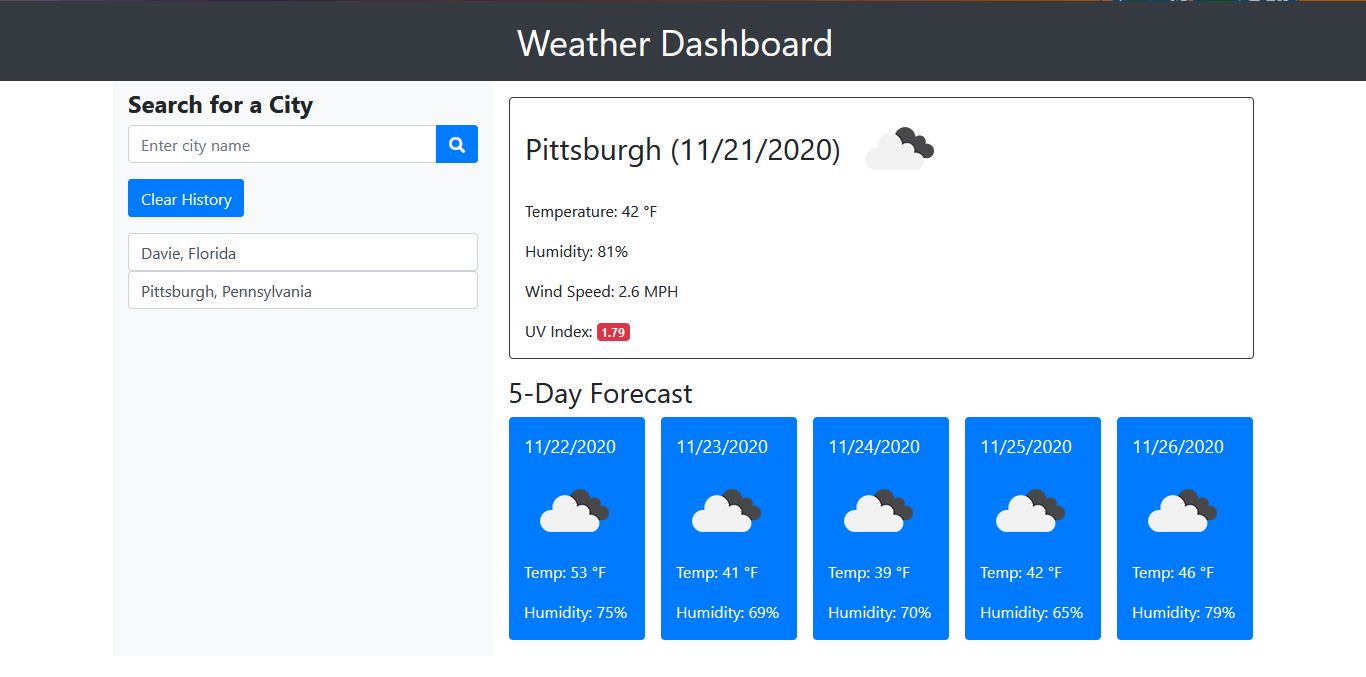 Weather Dashboard
Search for a City
Enter city name
Clear History
Davie, Florida
Pittsburgh, Pennsylvania
Pittsburgh (11/21/2020)
Temperature: 42 °F
Humidity: 81%
Wind Speed: 2.6 MPH
UV Index: 1.79
5-Day Forecast
11/22/2020
Temp: 53 °F
Humidity: 75%
11/23/2020
Temp: 41 °F
Humidity: 69%
11/24/2020
Temp: 39 °F
Humidity: 70%
11/25/2020
Temp: 42 °F
Humidity: 65%
11/26/2020
Temp: 46 °F
Humidity: 79%